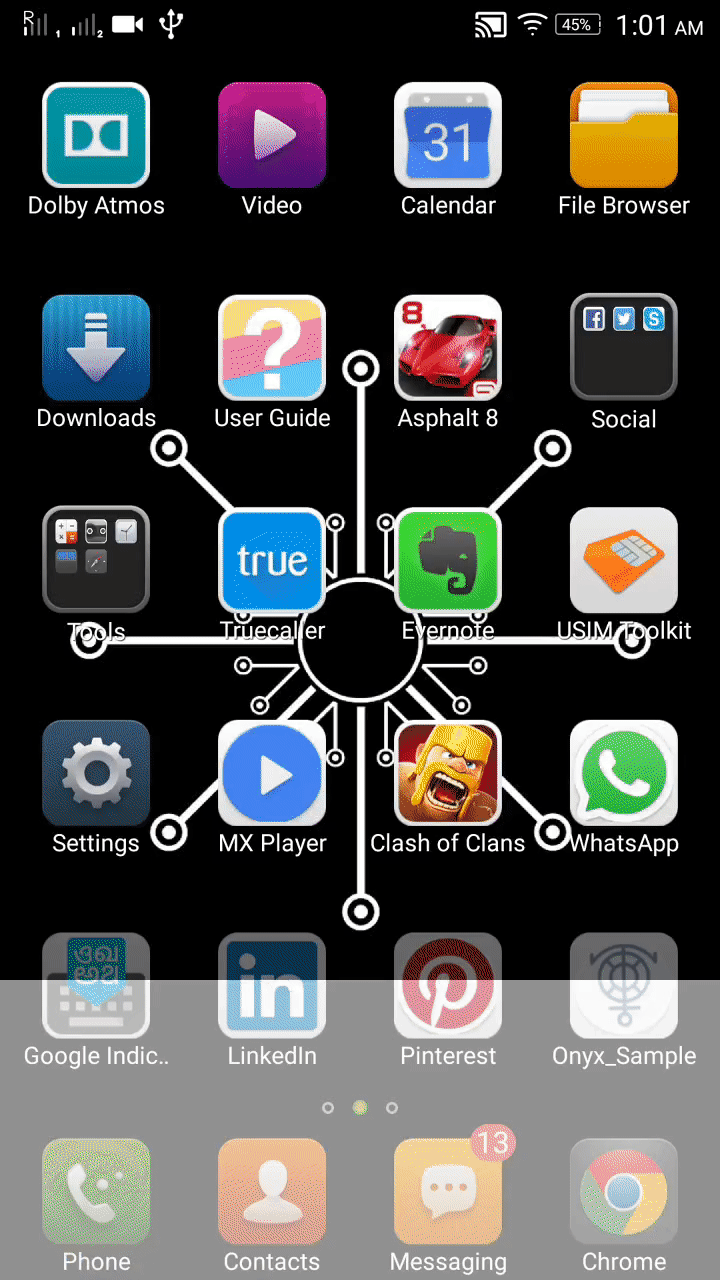 R 1 2 45% 1:01 AM
31
Dolby Atmos Video Calendar File Browser
8
Downloads User Guide Asphalt 8 Social
true
Tools Truecaller Evernote USIM Toolkit
Settings MX Player Clash of Clans WhatsApp
in
Google Indic.. LinkedIn Pinterest Onyx_Sample
13
Phone Contacts Messaging Chrome